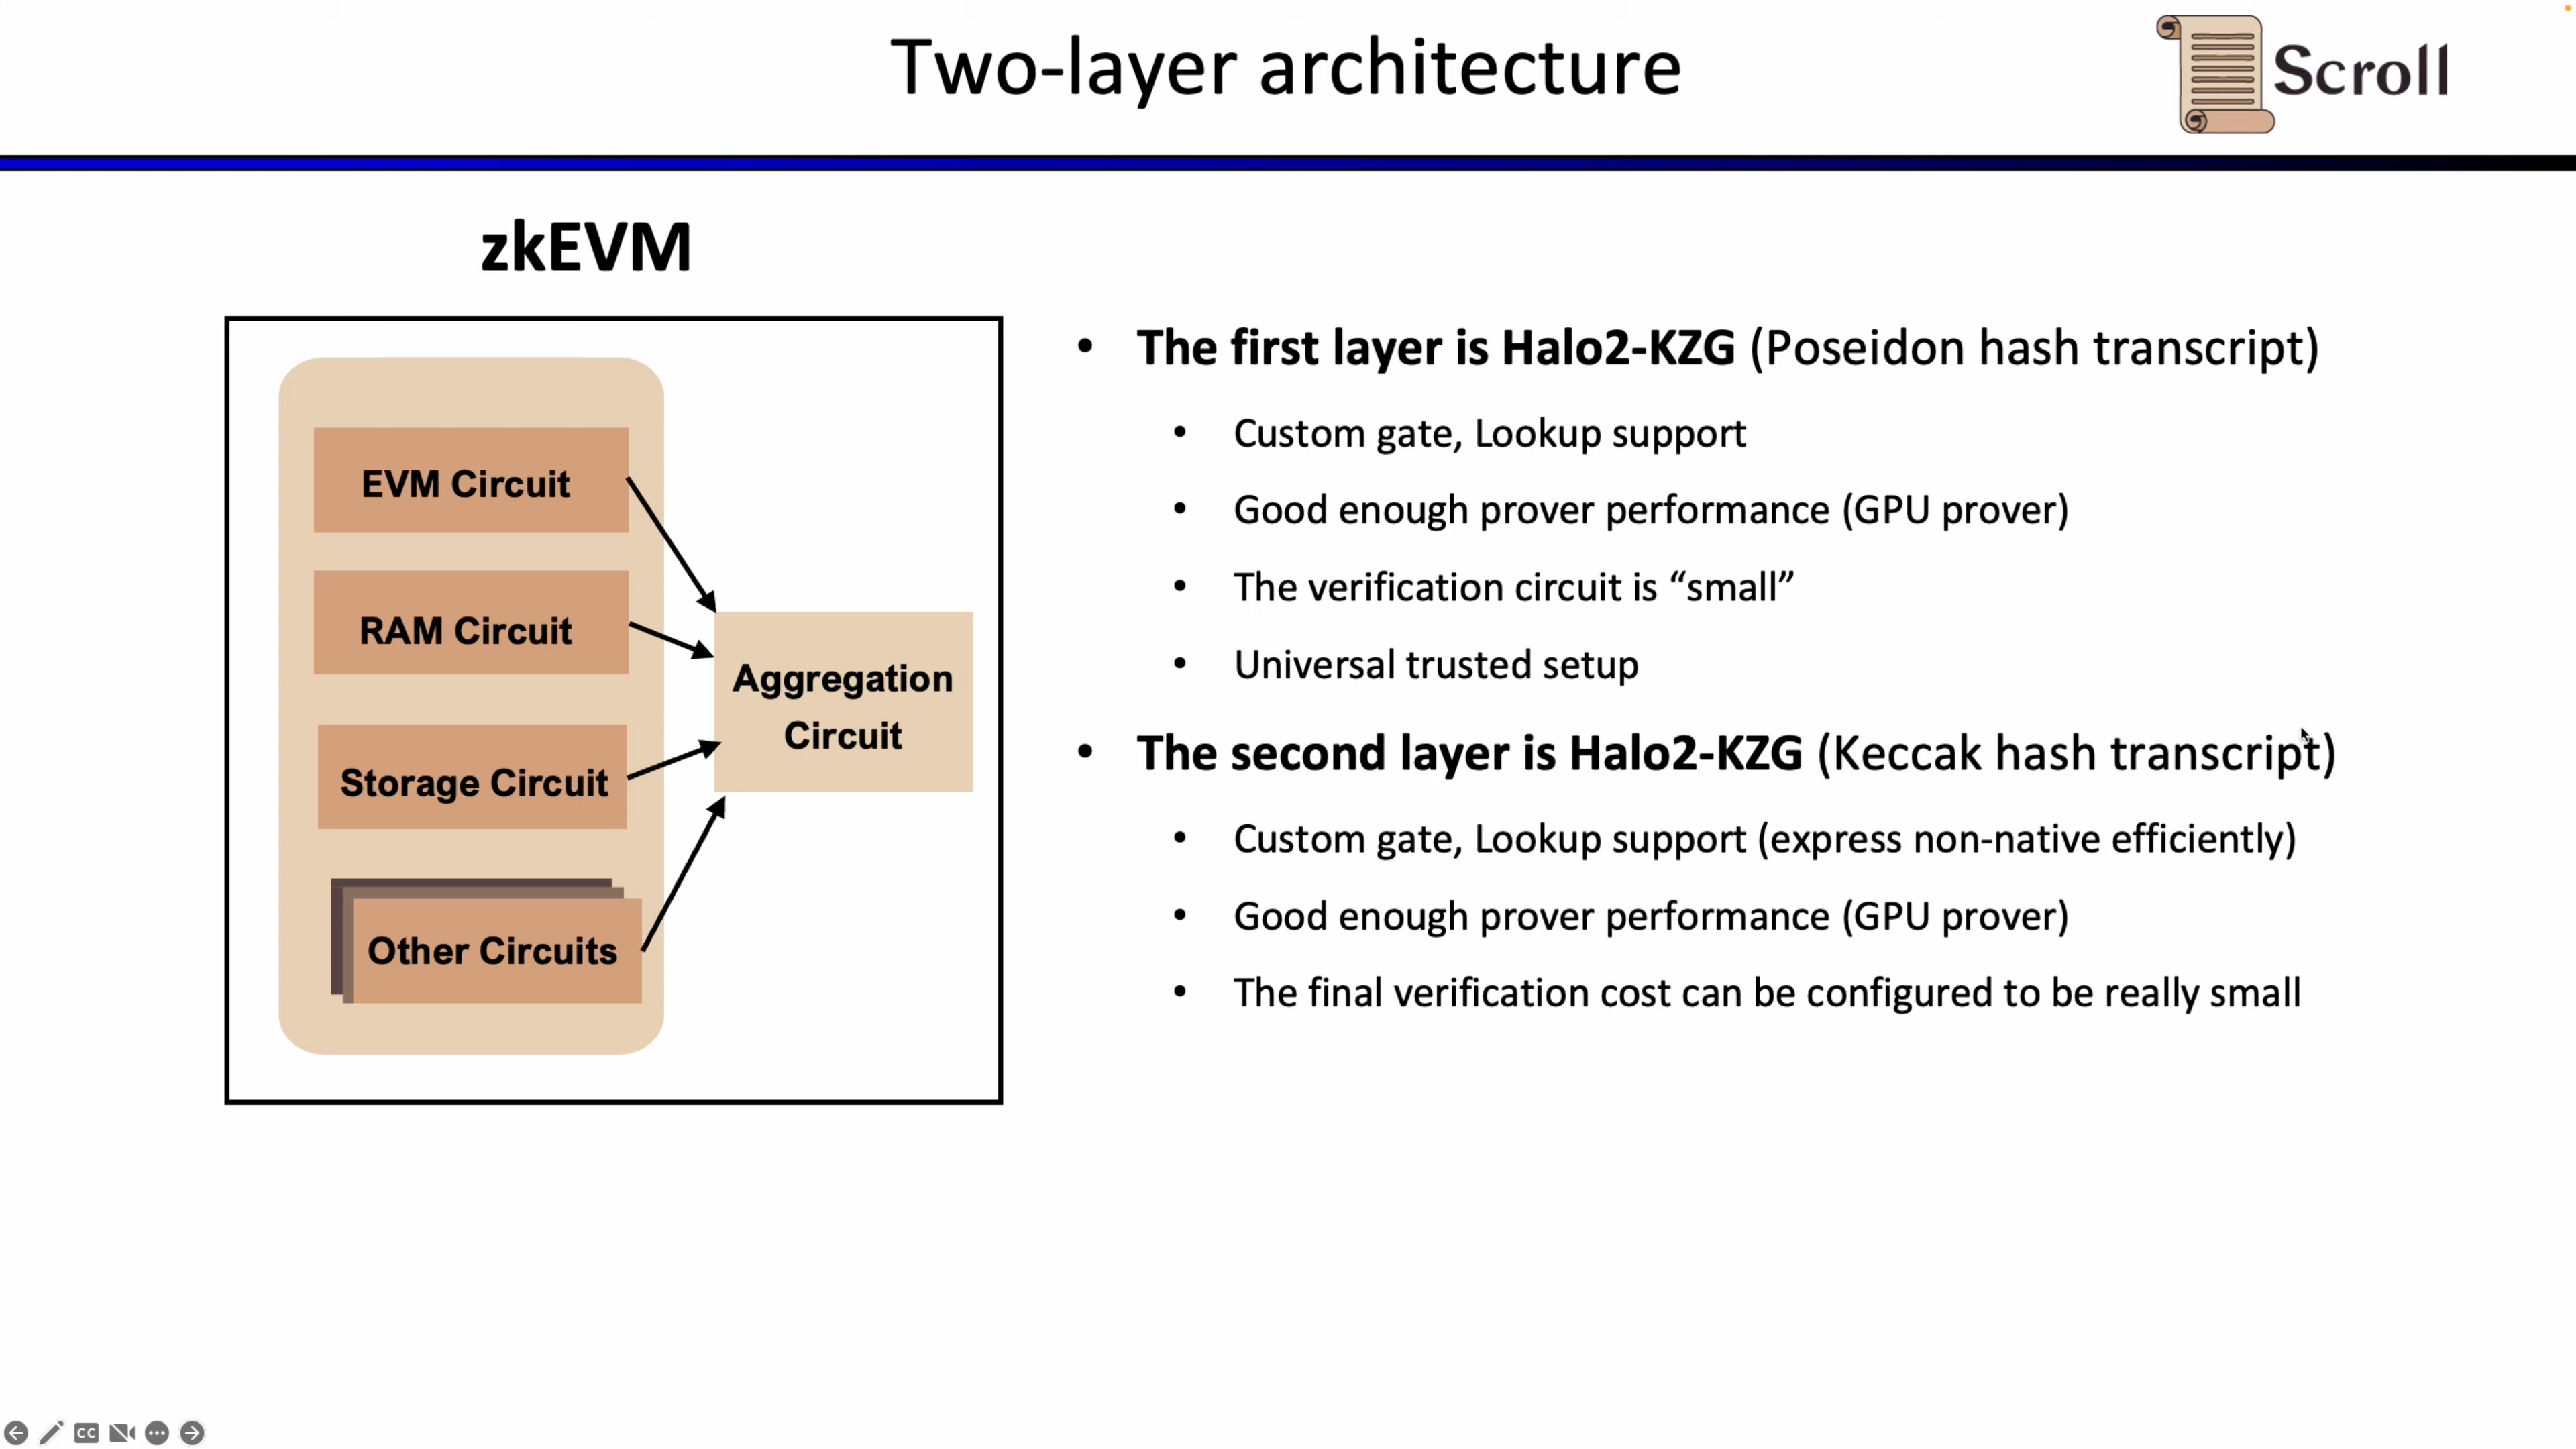 Two-layer architecture
Scroll
zkEVM
EVM Circuit
RAM Circuit
Storage Circuit
Other Circuits
Aggregation
Circuit
• The first layer is Halo2-KZG (Poseidon hash transcript)
• Custom gate, Lookup support
• Good enough prover performance (GPU prover)
• The verification circuit is “small”
• Universal trusted setup
• The second layer is Halo2-KZG (Keccak hash transcript)
• Custom gate, Lookup support (express non-native efficiently)
• Good enough prover performance (GPU prover)
• The final verification cost can be configured to be really small
CC